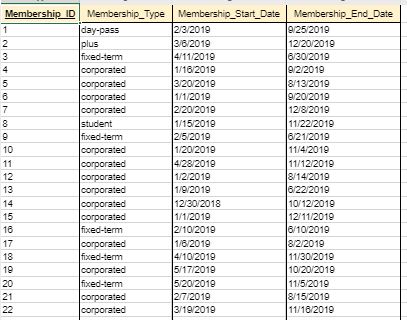 Membership_ID Membership_Type Membership_Start_Date Membership_End_Date
1 day-pass 2/3/2019 9/25/2019
2 plus 3/6/2019 12/20/2019
3 fixed-term 4/11/2019 6/30/2019
4 corporated 1/16/2019 9/2/2019
5 corporated 3/20/2019 8/13/2019
6 corporated 1/1/2019 9/20/2019
7 corporated 2/20/2019 12/8/2019
8 student 1/15/2019 11/22/2019
9 fixed-term 2/5/2019 6/21/2019
10 corporated 1/20/2019 11/4/2019
11 corporated 4/28/2019 11/12/2019
12 corporated 1/2/2019 8/14/2019
13 corporated 1/9/2019 6/22/2019
14 corporated 12/30/2018 10/12/2019
15 corporated 1/1/2019 12/11/2019
16 fixed-term 2/10/2019 6/10/2019
17 corporated 1/6/2019 8/2/2019
18 fixed-term 4/10/2019 11/30/2019
19 corporated 5/17/2019 10/20/2019
20 fixed-term 5/20/2019 11/5/2019
21 corporated 2/7/2019 8/15/2019
22 corporated 3/19/2019 11/16/2019